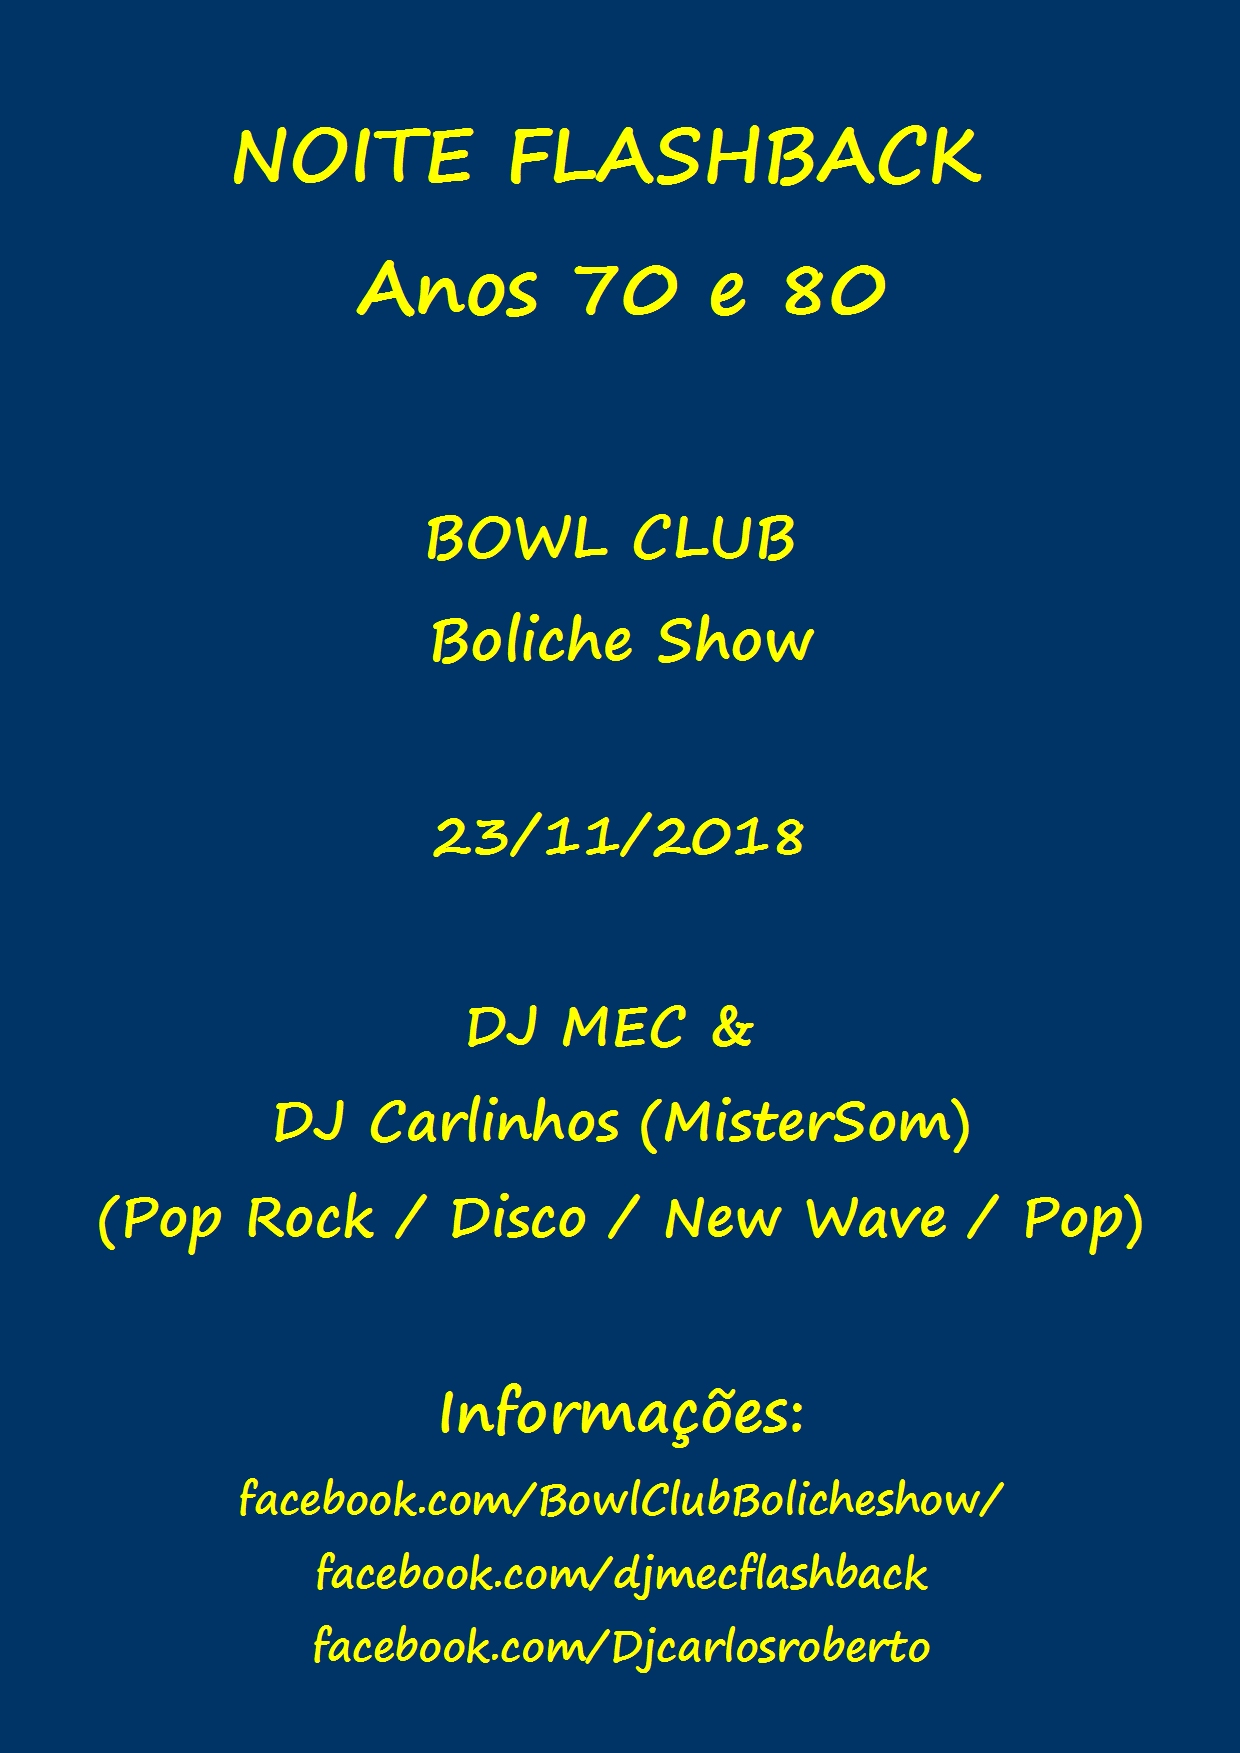 NOITE FLASHBACK
Anos 70 e 80
BOWL CLUB
Boliche Show
23/11/2018
DJ MEC &
DJ Carlinhos (MisterSom)
(Pop Rock / Disco / New Wave / Pop)
Informações:
facebook.com/BowlClubBolicheshow/
facebook.com/djmecflashback
facebook.com/Djcarlosroberto